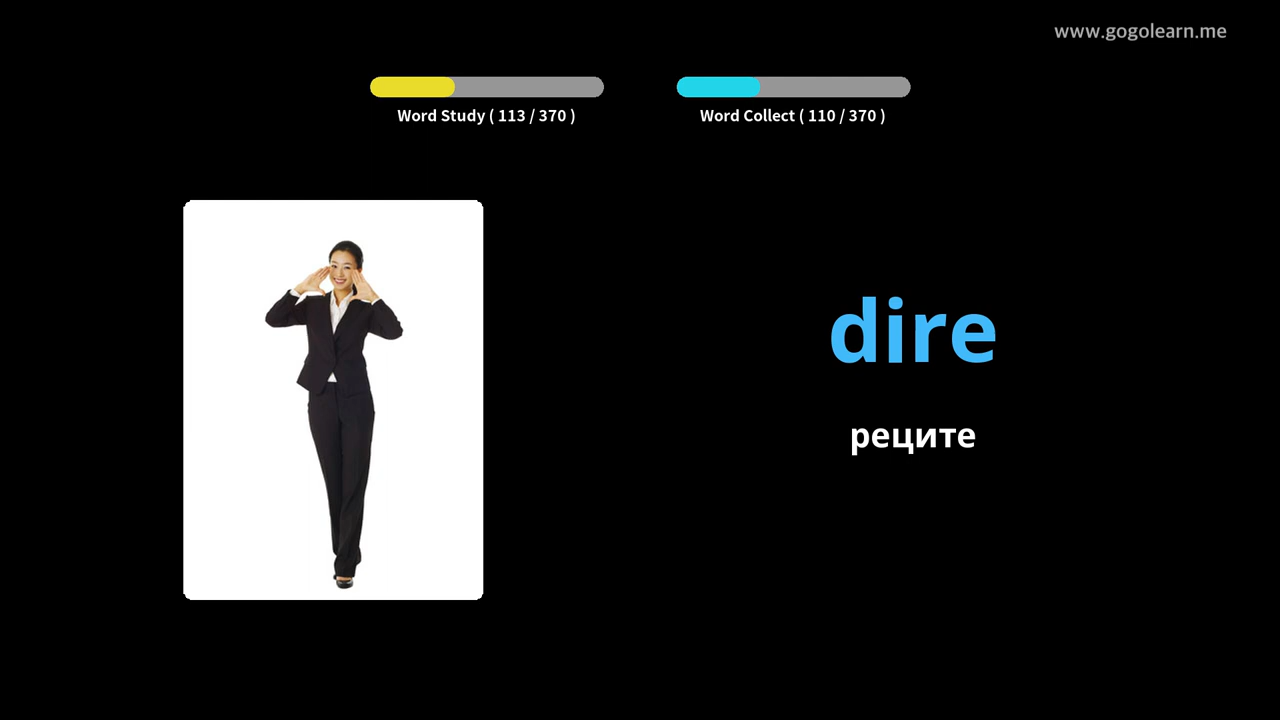 www.gogolearn.me
Word Study ( 113 / 370 )
Word Collect ( 110 / 370 )
dire
реците